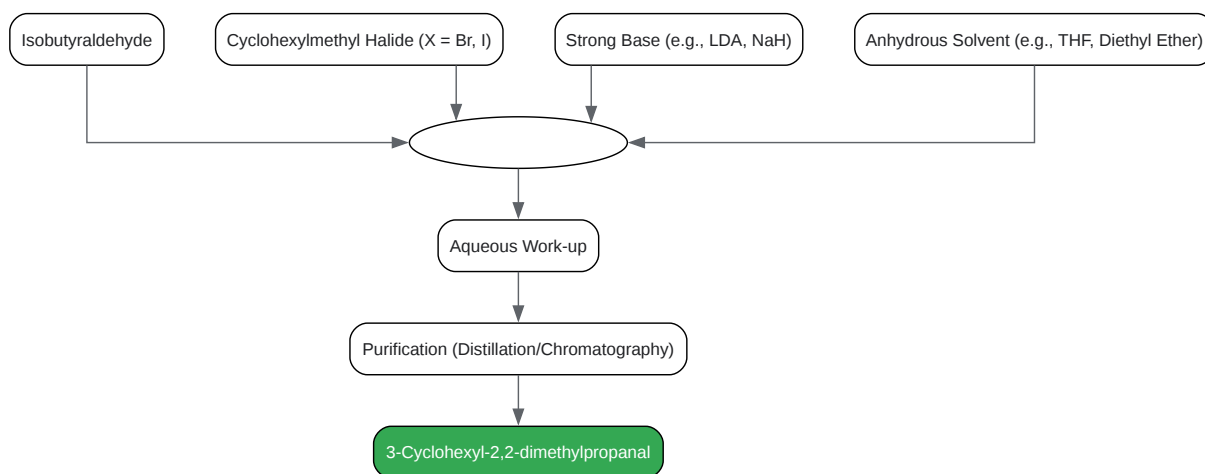 Isobutyraldehyde
Cyclohexylmethyl Halide (X = Br, I)
Strong Base (e.g., LDA, NaH)
Anhydrous Solvent (e.g., THF, Diethyl Ether)
Aqueous Work-up
Purification (Distillation/Chromatography)
3-Cyclohexyl-2,2-dimethylpropanal